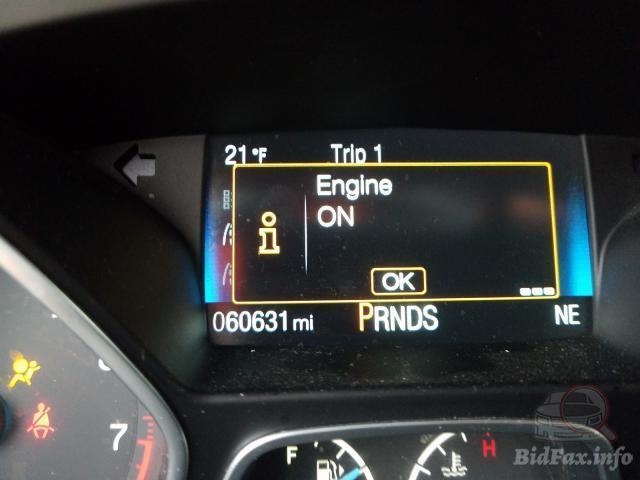 21°F Trip 1
Engine
ON
i
OK
060631 mi PRNDS NE
7
F H
BidFax.info